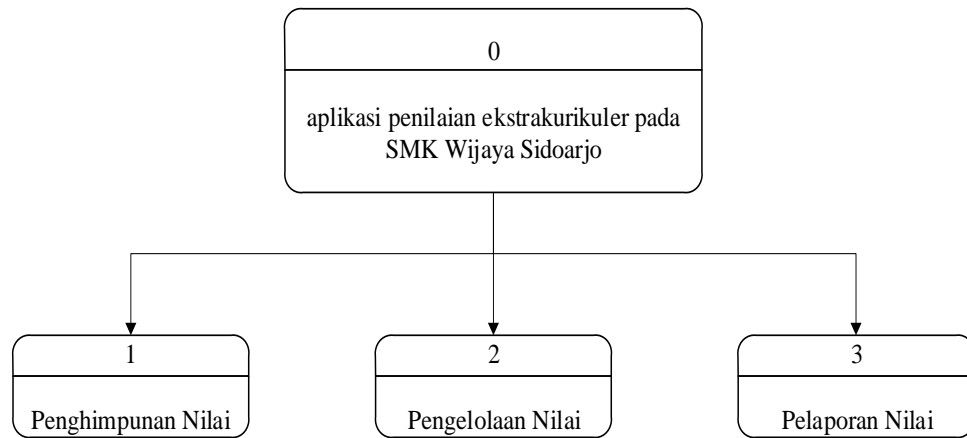 0
aplikasi penilaian ekstrakurikuler pada
SMK Wijaya Sidoarjo
1
Penghimpunan Nilai
2
Pengelolaan Nilai
3
Pelaporan Nilai